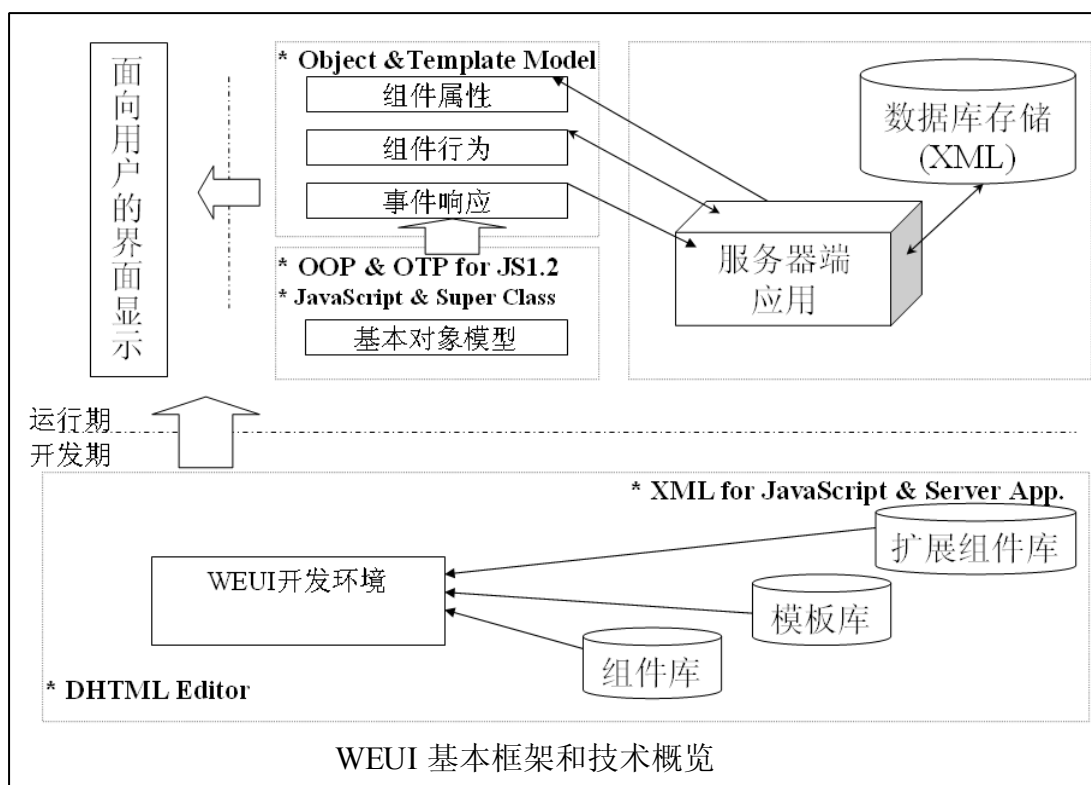 面向用户的界面显示
* Object &Template Model
组件属性
组件行为
事件响应
* OOP & OTP for JS1.2
* JavaScript & Super Class
基本对象模型
数据库存储
(XML)
服务器端
应用
运行期
开发期
* XML for JavaScript & Server App.
扩展组件库
WEUI开发环境
模板库
组件库
* DHTML Editor
WEUI 基本框架和技术概览